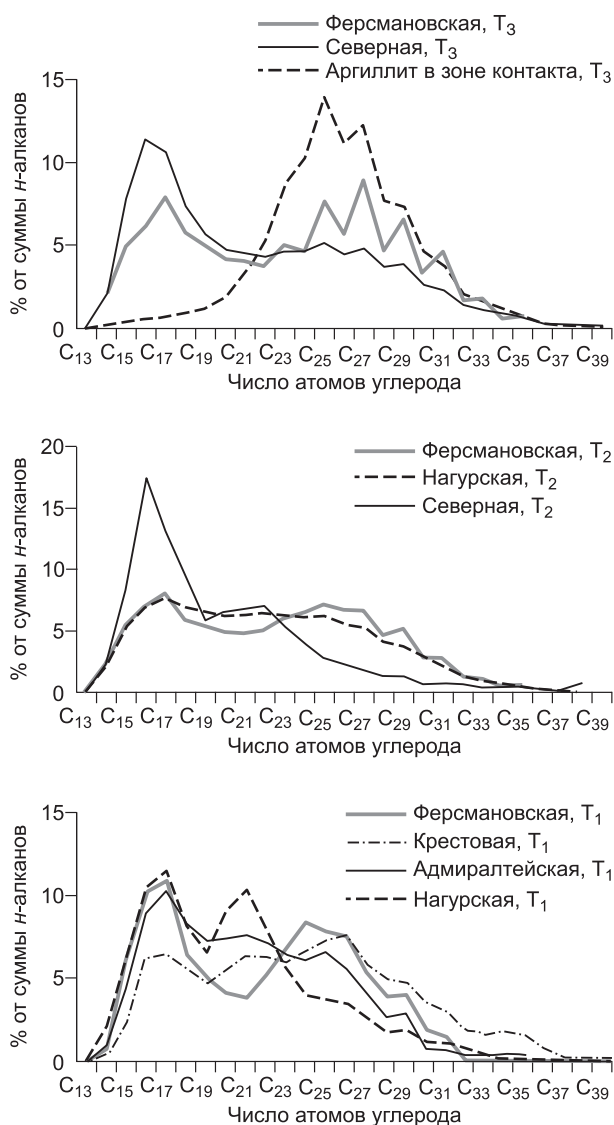 Ферсмановская, T₃
Северная, T₃
Аргиллит в зоне контакта, T₃
% от суммы н-алканов
15
10
5
0
C₁₃ C₁₅ C₁₇ C₁₉ C₂₁ C₂₃ C₂₅ C₂₇ C₂₉ C₃₁ C₃₃ C₃₅ C₃₇ C₃₉
Число атомов углерода
Ферсмановская, T₂
Нагурская, T₂
Северная, T₂
% от суммы н-алканов
20
15
10
5
0
C₁₃ C₁₅ C₁₇ C₁₉ C₂₁ C₂₃ C₂₅ C₂₇ C₂₉ C₃₁ C₃₃ C₃₅ C₃₇ C₃₉
Число атомов углерода
Ферсмановская, T₁
Крестовая, T₁
Адмиралтейская, T₁
Нагурская, T₁
% от суммы н-алканов
15
10
5
0
C₁₃ C₁₅ C₁₇ C₁₉ C₂₁ C₂₃ C₂₅ C₂₇ C₂₉ C₃₁ C₃₃ C₃₅ C₃₇ C₃₉
Число атомов углерода